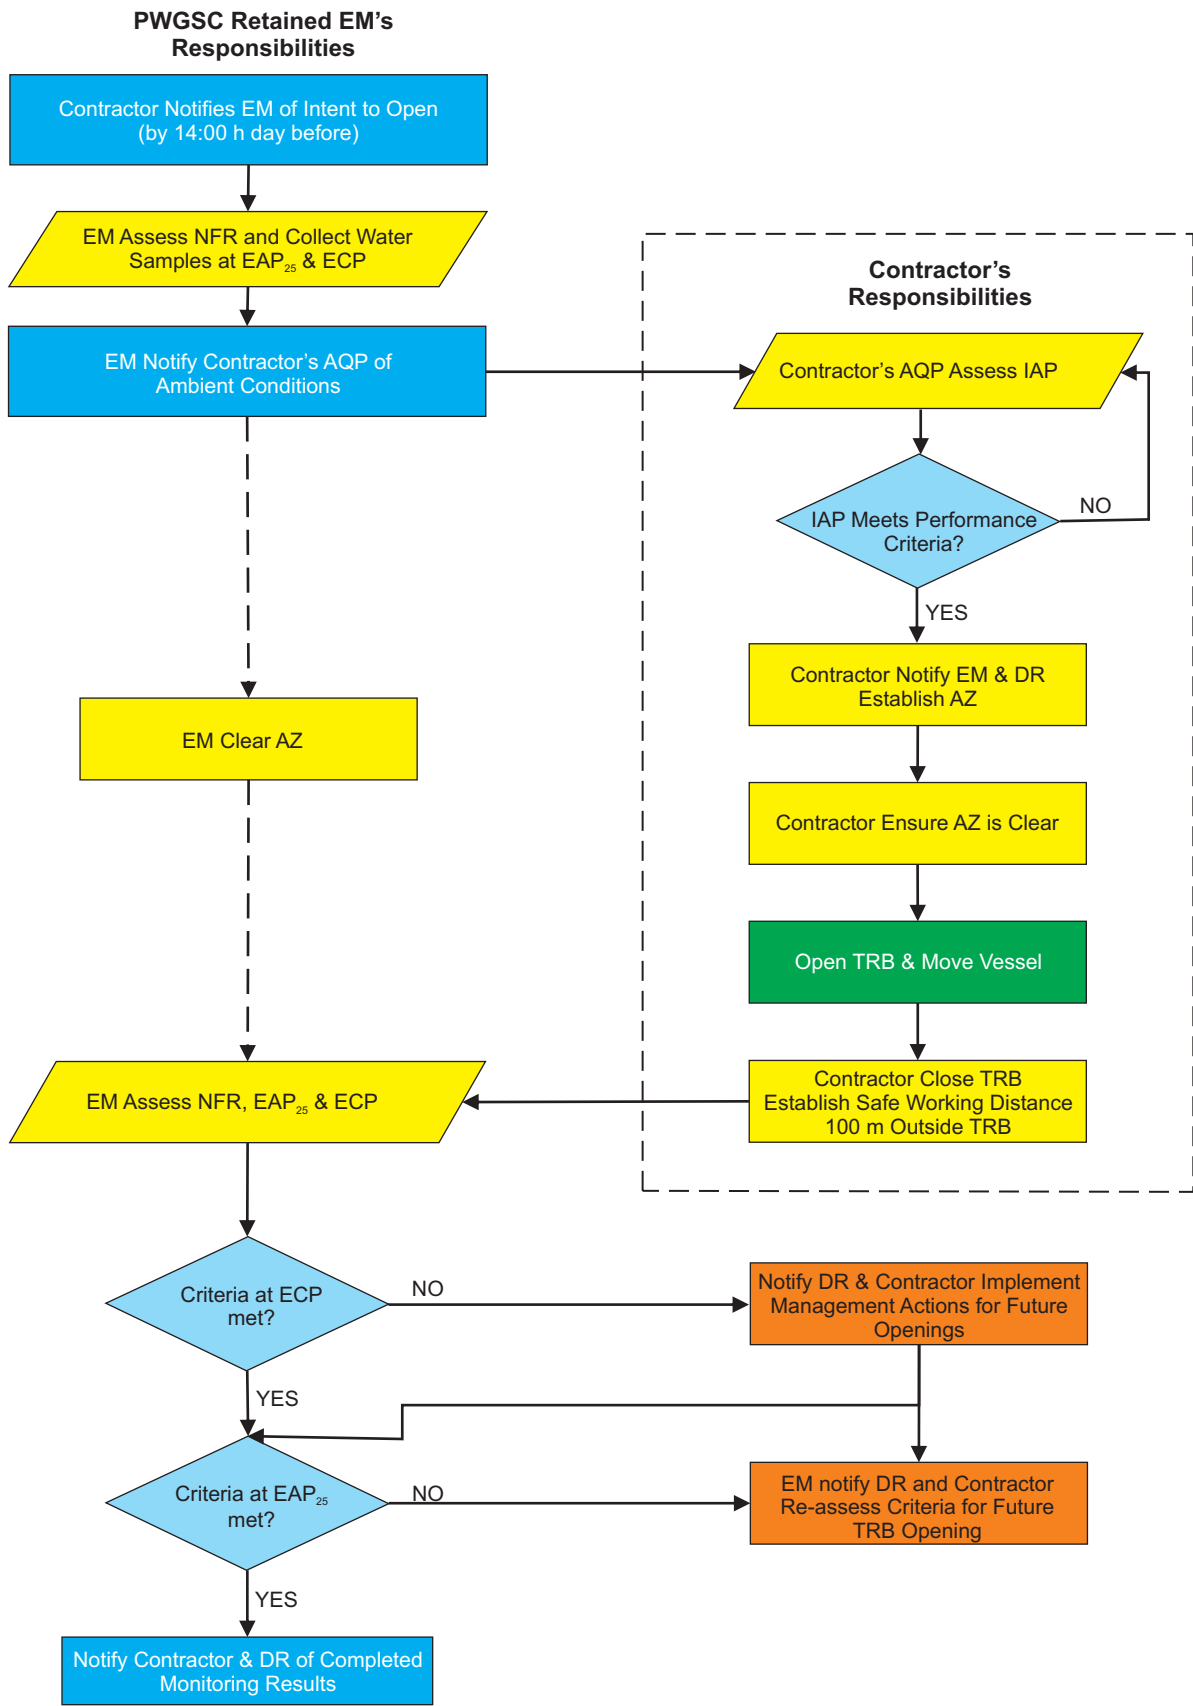 PWGSC Retained EM’s
Responsibilities
Contractor Notifies EM of Intent to Open
(by 14:00 h day before)
EM Assess NFR and Collect Water
Samples at EAP₂₅ & ECP
EM Notify Contractor’s AQP of
Ambient Conditions
EM Clear AZ
Contractor’s
Responsibilities
Contractor’s AQP Assess IAP
IAP Meets Performance
Criteria?
NO
YES
Contractor Notify EM & DR
Establish AZ
Contractor Ensure AZ is Clear
Open TRB & Move Vessel
Contractor Close TRB
Establish Safe Working Distance
100 m Outside TRB
EM Assess NFR, EAP₂₅ & ECP
Criteria at ECP
met?
NO
YES
Notify DR & Contractor Implement
Management Actions for Future
Openings
Criteria at EAP₂₅
met?
NO
YES
EM notify DR and Contractor
Re-assess Criteria for Future
TRB Opening
Notify Contractor & DR of Completed
Monitoring Results